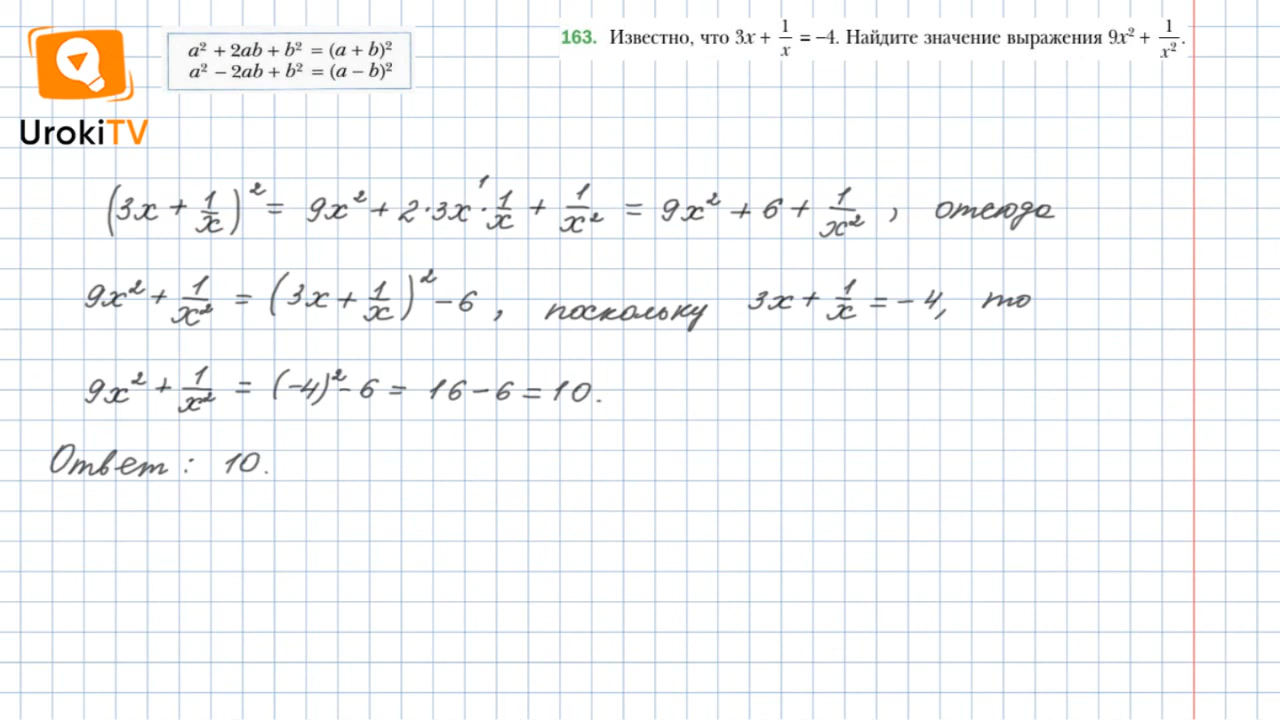 UrokiTV
a² + 2ab + b² = (a + b)²
a² − 2ab + b² = (a − b)²
163. Известно, что 3x + 1/x = −4. Найдите значение выражения 9x² + 1/x².
(3x + 1/x)² = 9x² + 2·3x·1/x + 1/x² = 9x² + 6 + 1/x², отсюда
9x² + 1/x² = (3x + 1/x)² − 6, поскольку 3x + 1/x = −4, то
9x² + 1/x² = (−4)² − 6 = 16 − 6 = 10.
Ответ: 10.